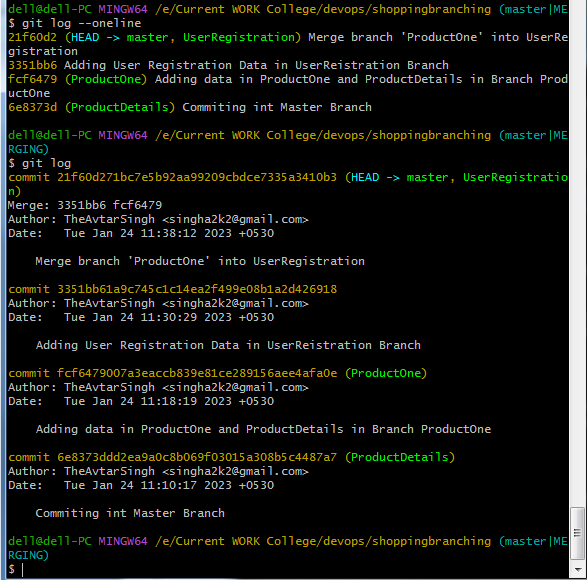 dell@dell-PC MINGW64 /e/Current WORK College/devops/shoppingbranching (master|ME
$ git log --oneline
21f60d2 (HEAD -> master, UserRegistration) Merge branch 'ProductOne' into UserRe
gistration
3351bb6 Adding User Registration Data in UserReistration Branch
fcf6479 (ProductOne) Adding data in ProductOne and ProductDetails in Branch Prod
uctOne
6e8373d (ProductDetails) Commiting int Master Branch
dell@dell-PC MINGW64 /e/Current WORK College/devops/shoppingbranching (master|ME
RGING)
$ git log
commit 21f60d271bc7e5b92aa99209cbdce7335a3410b3 (HEAD -> master, UserRegistratio
n)
Merge: 3351bb6 fcf6479
Author: TheAvtarSingh <singha2k2@gmail.com>
Date:   Tue Jan 24 11:38:12 2023 +0530
Merge branch 'ProductOne' into UserRegistration
commit 3351bb61a9c745c1c14ea2f499e08b1a2d426918
Author: TheAvtarSingh <singha2k2@gmail.com>
Date:   Tue Jan 24 11:30:29 2023 +0530
Adding User Registration Data in UserReistration Branch
commit fcf6479007a3eaccb839e81ce289156aee4afa0e (ProductOne)
Author: TheAvtarSingh <singha2k2@gmail.com>
Date:   Tue Jan 24 11:18:19 2023 +0530
Adding data in ProductOne and ProductDetails in Branch ProductOne
commit 6e8373ddd2ea9a0c8b069f03015a308b5c4487a7 (ProductDetails)
Author: TheAvtarSingh <singha2k2@gmail.com>
Date:   Tue Jan 24 11:10:17 2023 +0530
Commiting int Master Branch
dell@dell-PC MINGW64 /e/Current WORK College/devops/shoppingbranching (master|ME
RGING)
$